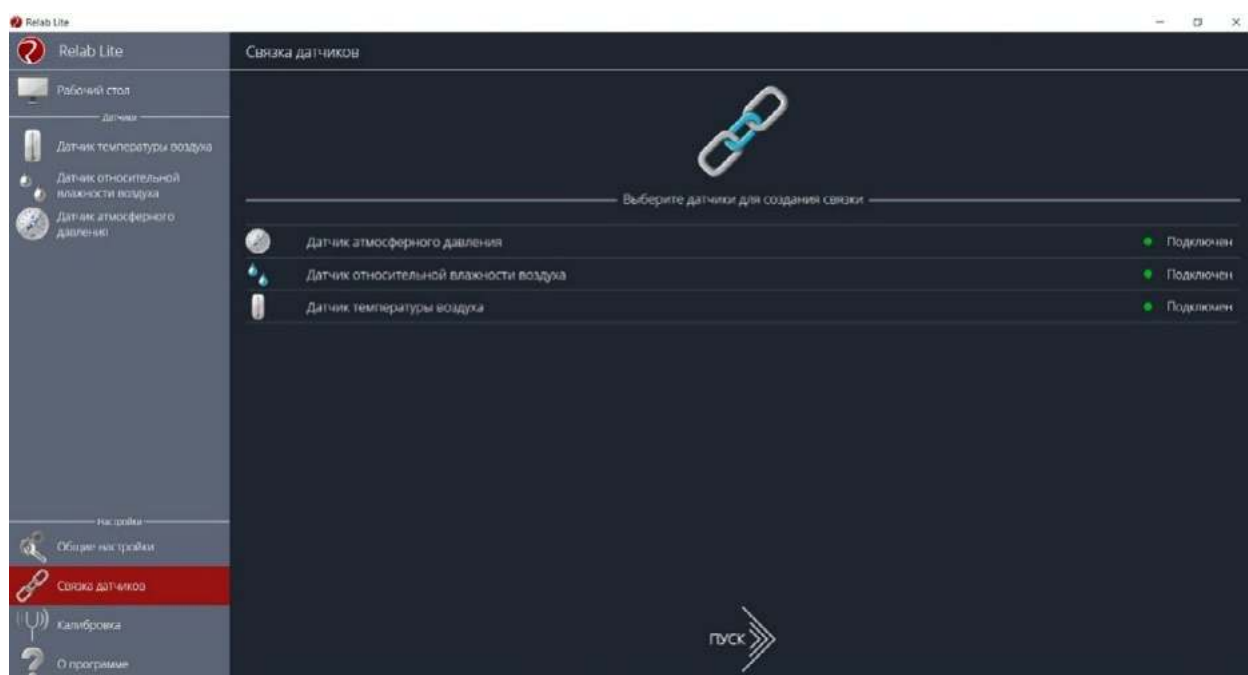 Relab Lite
Relab Lite
Рабочий стол
Датчики
Датчик температуры воздуха
Датчик относительной
влажности воздуха
Датчик атмосферного
давления
Настройки
Общие настройки
Связка датчиков
Калибровка
О программе
Связка датчиков
Выберите датчики для создания связки
Датчик атмосферного давления
Подключен
Датчик относительной влажности воздуха
Подключен
Датчик температуры воздуха
Подключен
ПУСК